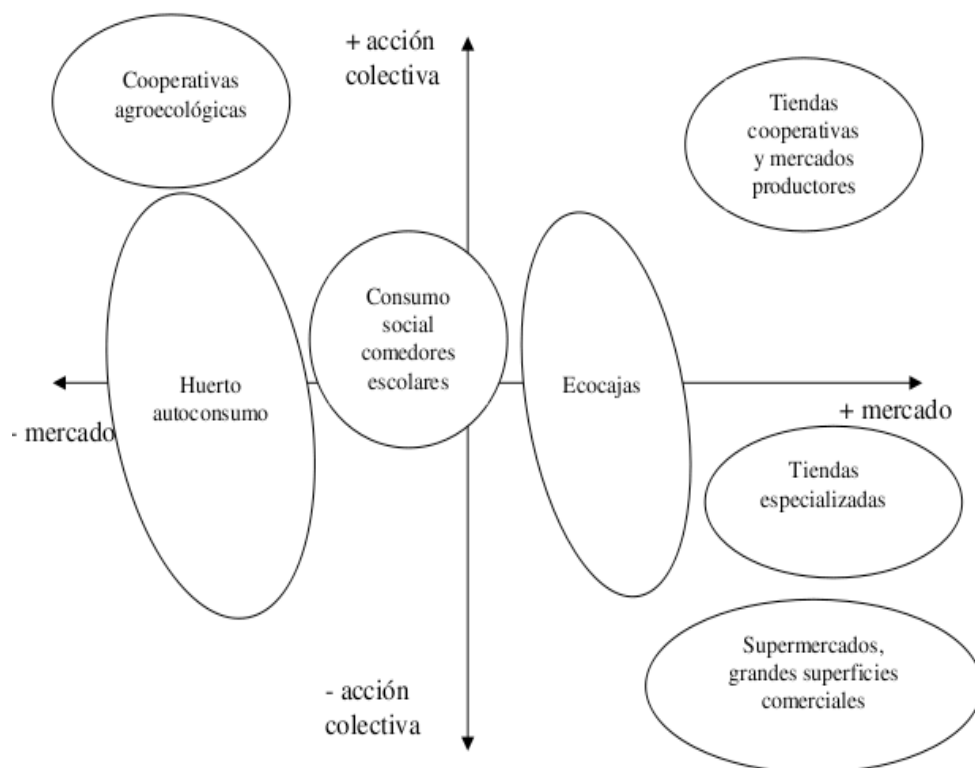 + acción
colectiva
Cooperativas
agroecológicas
Tiendas
cooperativas
y mercados
productores
Consumo
social
comedores
escolares
Huerto
autoconsumo
Ecocajas
- mercado
+ mercado
Tiendas
especializadas
Supermercados,
grandes superficies
comerciales
- acción
colectiva